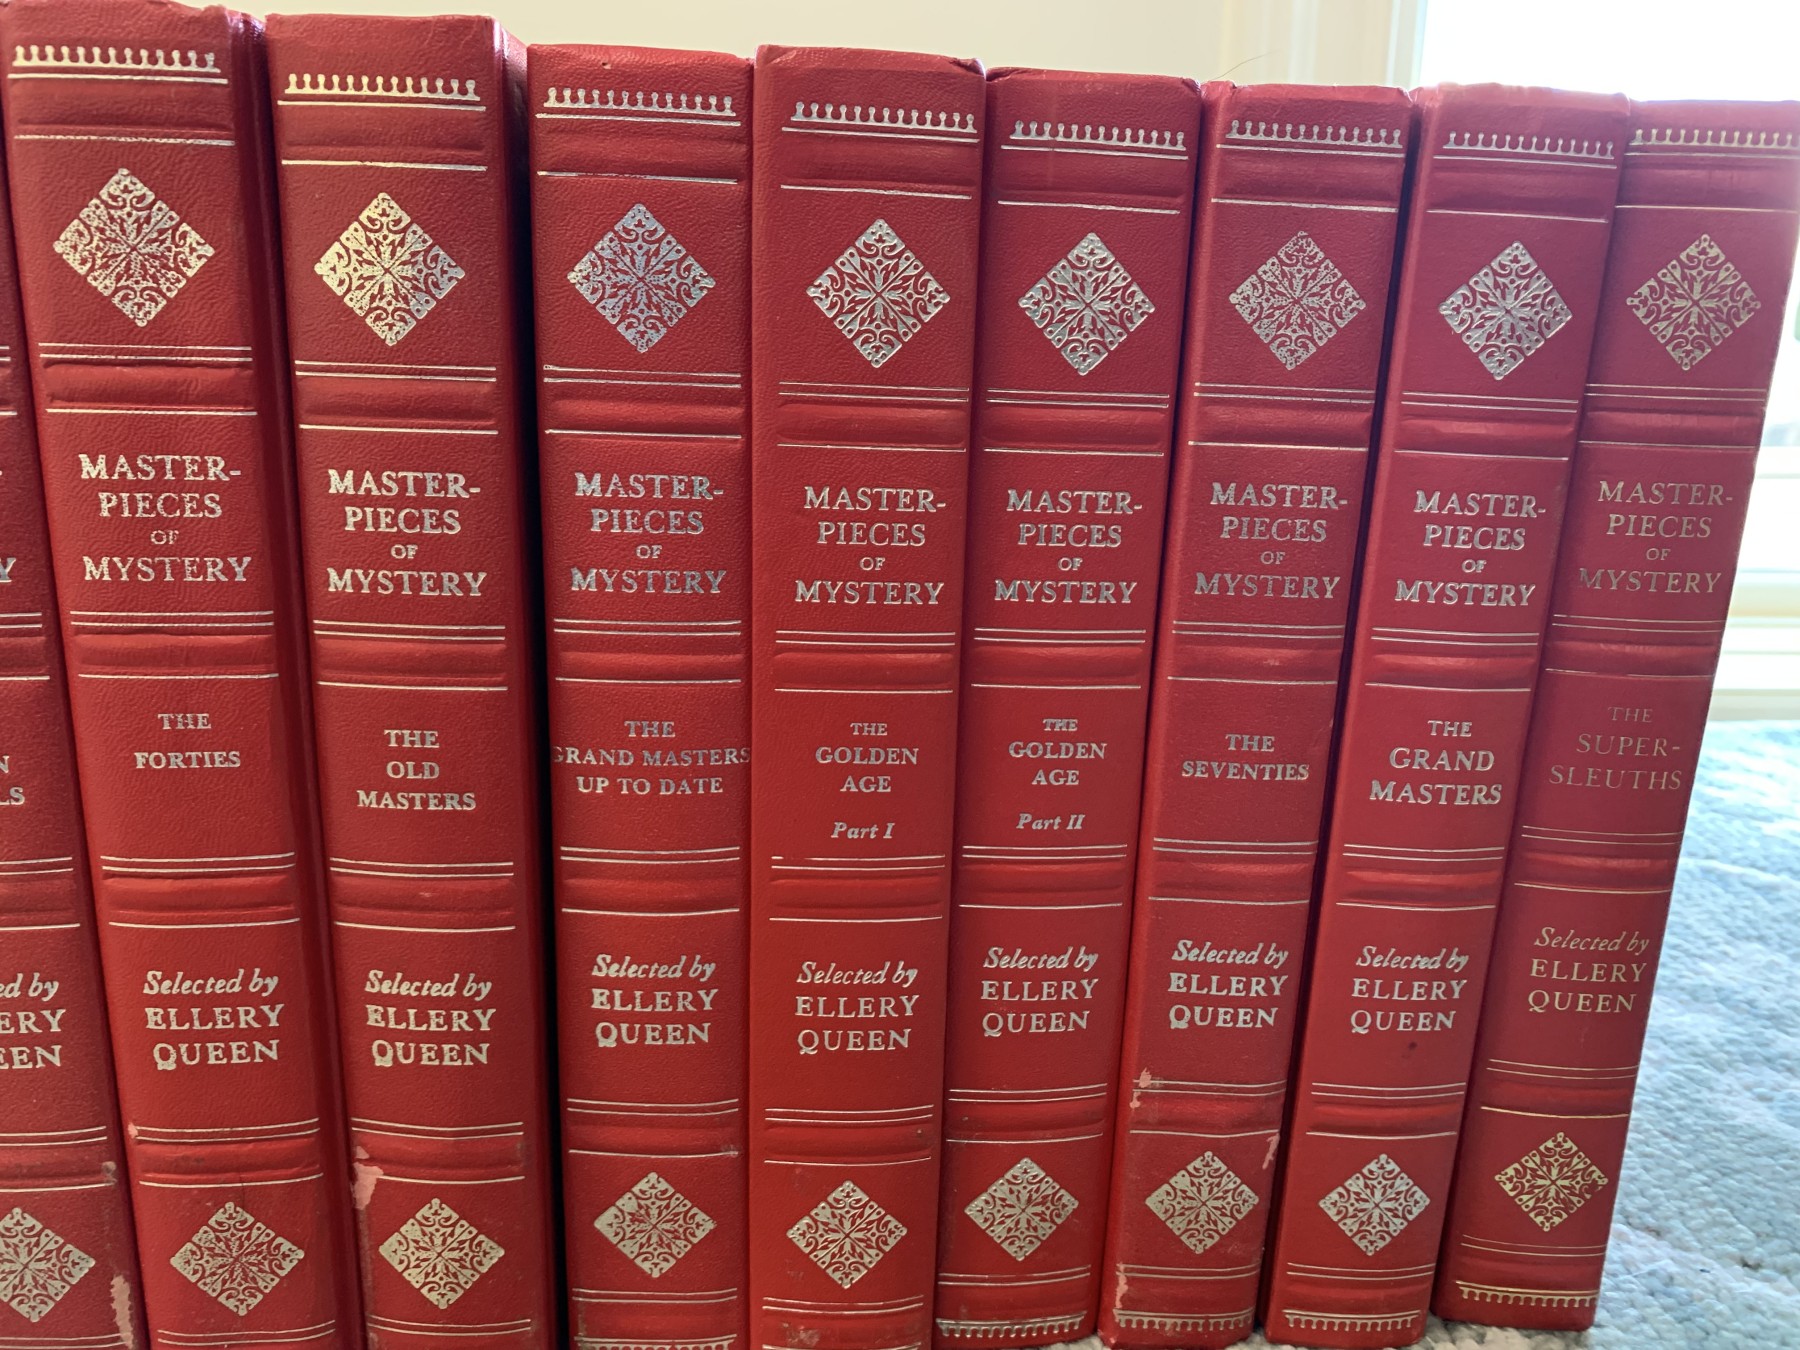 MASTER-
PIECES
OF
MYSTERY
THE
FORTIES
Selected by
ELLERY
QUEEN
MASTER-
PIECES
OF
MYSTERY
THE
OLD
MASTERS
Selected by
ELLERY
QUEEN
MASTER-
PIECES
OF
MYSTERY
THE
GRAND MASTERS
UP TO DATE
Selected by
ELLERY
QUEEN
MASTER-
PIECES
OF
MYSTERY
THE
GOLDEN
AGE
Part I
Selected by
ELLERY
QUEEN
MASTER-
PIECES
OF
MYSTERY
THE
GOLDEN
AGE
Part II
Selected by
ELLERY
QUEEN
MASTER-
PIECES
OF
MYSTERY
THE
SEVENTIES
Selected by
ELLERY
QUEEN
MASTER-
PIECES
OF
MYSTERY
THE
GRAND
MASTERS
Selected by
ELLERY
QUEEN
MASTER-
PIECES
OF
MYSTERY
THE
SUPER-
SLEUTHS
Selected by
ELLERY
QUEEN